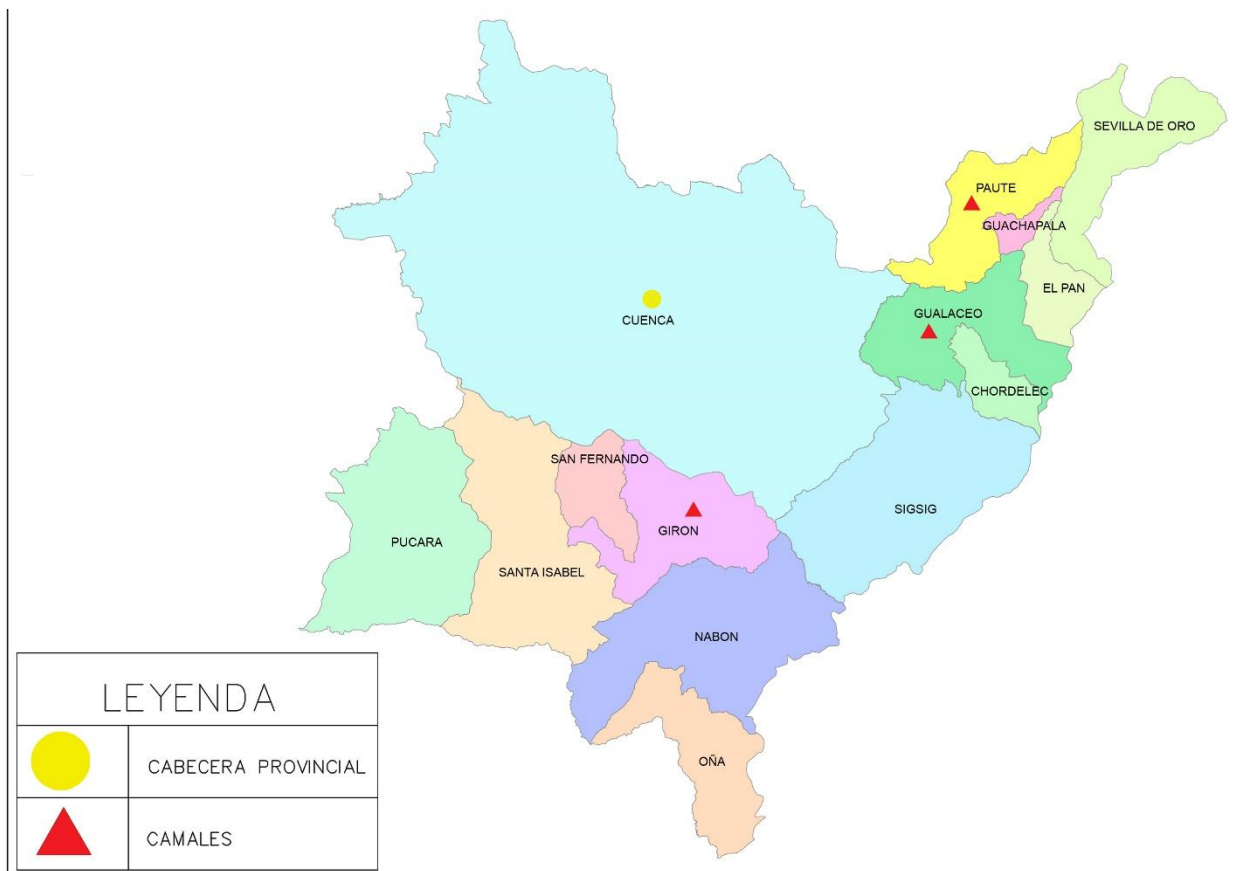 SEVILLA DE ORO
PAUTE
GUACHAPALA
EL PAN
GUALACEO
CUENCA
CHORDELEC
SAN FERNANDO
SIGSIG
GIRON
PUCARA
SANTA ISABEL
NABON
OÑA
LEYENDA
CABECERA PROVINCIAL
CAMALES